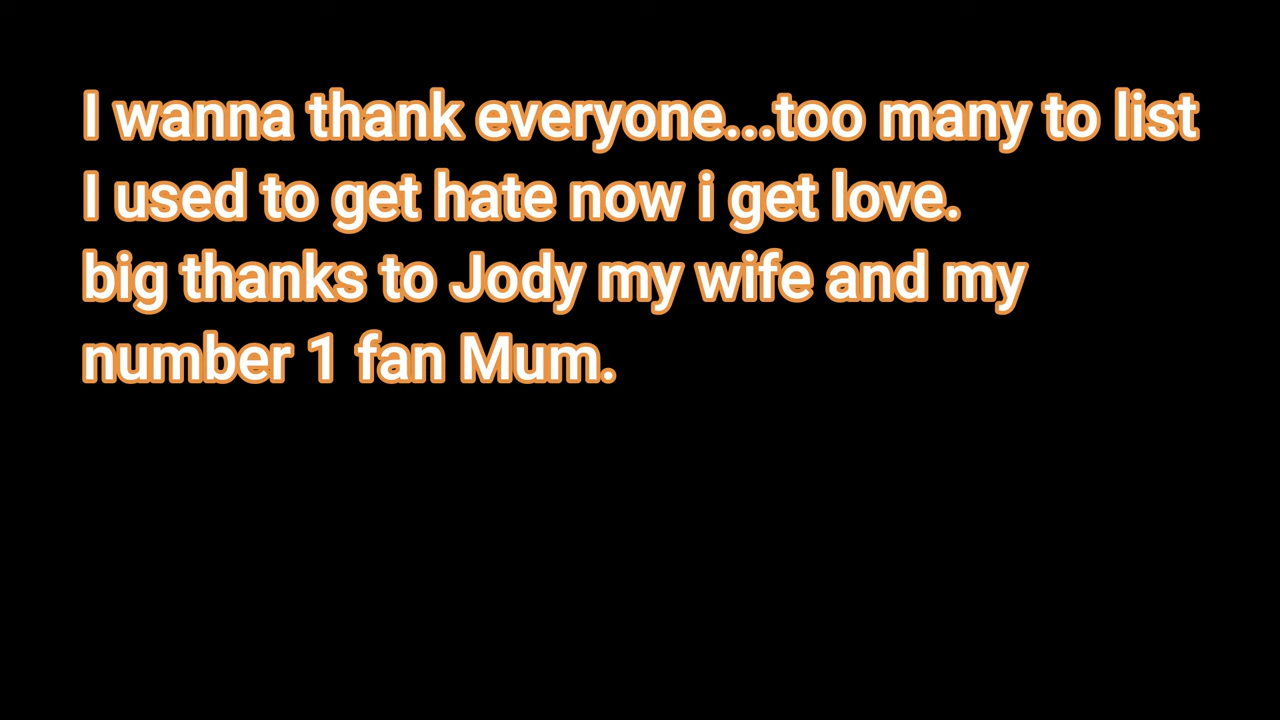 I wanna thank everyone...too many to list
I used to get hate now i get love.
big thanks to Jody my wife and my
number 1 fan Mum.